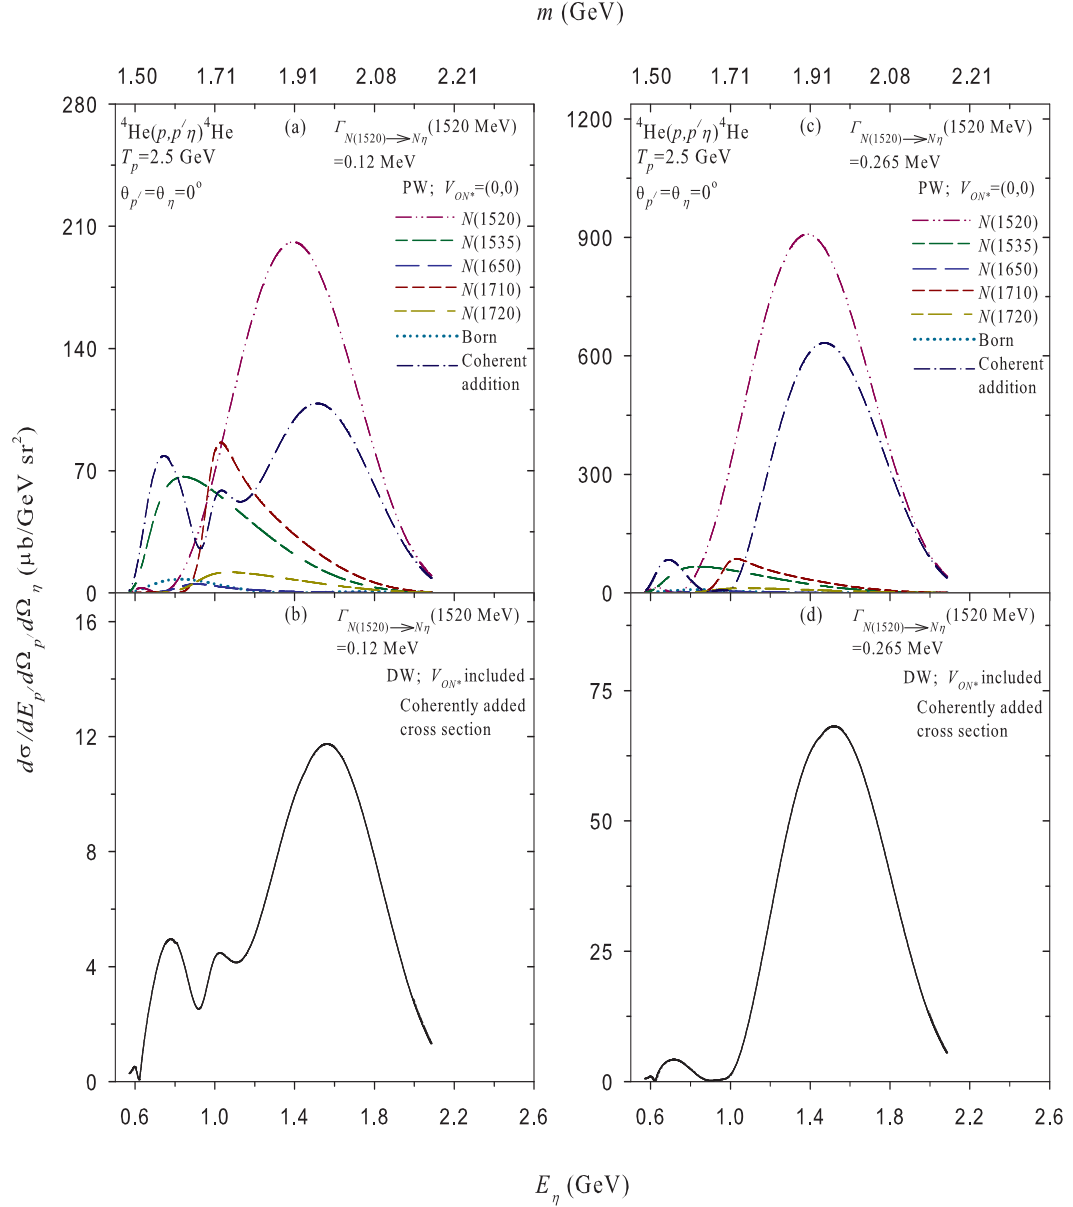 m (GeV)
1.50 1.71 1.91 2.08 2.21
1.50 1.71 1.91 2.08 2.21
280
210
140
70
0
⁴He(p,p′η)⁴He
T_p=2.5 GeV
θ_p′=θ_η=0°
(a)
Γ_N(1520)→Nη(1520 MeV)
=0.12 MeV
PW; V_ON*=(0,0)
N(1520)
N(1535)
N(1650)
N(1710)
N(1720)
Born
Coherent
addition
1200
900
600
300
0
⁴He(p,p′η)⁴He
T_p=2.5 GeV
θ_p′=θ_η=0°
(c)
Γ_N(1520)→Nη(1520 MeV)
=0.265 MeV
PW; V_ON*=(0,0)
N(1520)
N(1535)
N(1650)
N(1710)
N(1720)
Born
Coherent
addition
dσ/dE_p′dΩ_p′dΩ_η (μb/GeV sr²)
16
12
8
4
0
(b)
Γ_N(1520)→Nη(1520 MeV)
=0.12 MeV
DW; V_ON* included
Coherently added
cross section
75
50
25
0
(d)
Γ_N(1520)→Nη(1520 MeV)
=0.265 MeV
DW; V_ON* included
Coherently added
cross section
0.6 1.0 1.4 1.8 2.2 2.6
0.6 1.0 1.4 1.8 2.2 2.6
E_η (GeV)